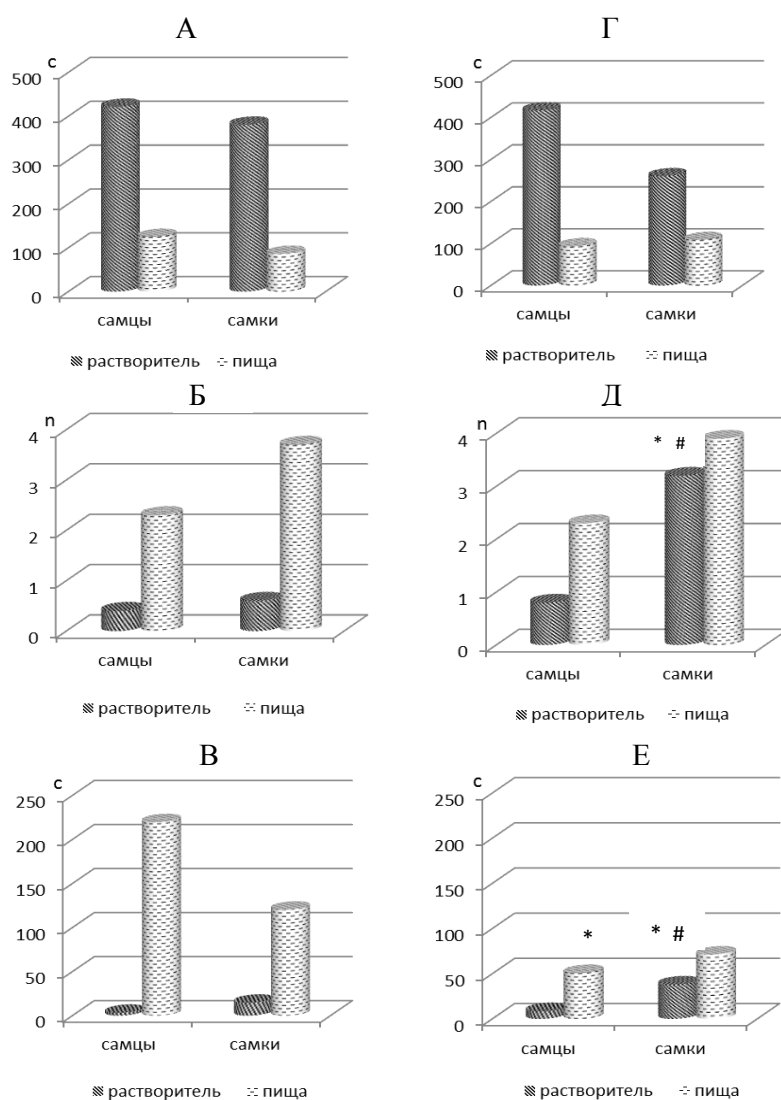 А
с
500
400
300
200
100
0
самцы самки
растворитель пища
Г
с
500
400
300
200
100
0
самцы самки
растворитель пища
Б
n
4
3
2
1
0
самцы самки
растворитель пища
Д
n
4
* #
3
2
1
0
самцы самки
растворитель пища
В
с
250
200
150
100
50
0
самцы самки
растворитель пища
Е
с
250
200
150
100
* * #
50
0
самцы самки
растворитель пища